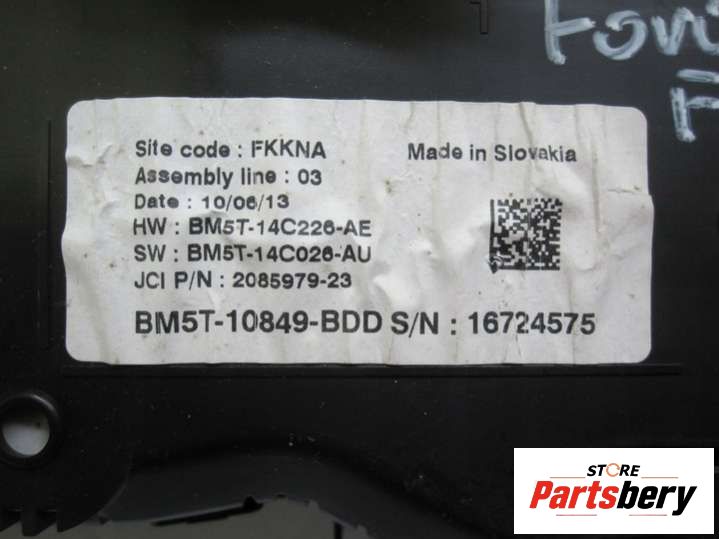 Site code : FKKNA
Made in Slovakia
Assembly line : 03
Date : 10/06/13
HW : BM5T-14C226-AE
SW : BM5T-14C026-AU
JCI P/N : 2085979-23
BM5T-10849-BDD S/N : 16724575
STORE
Partsbery